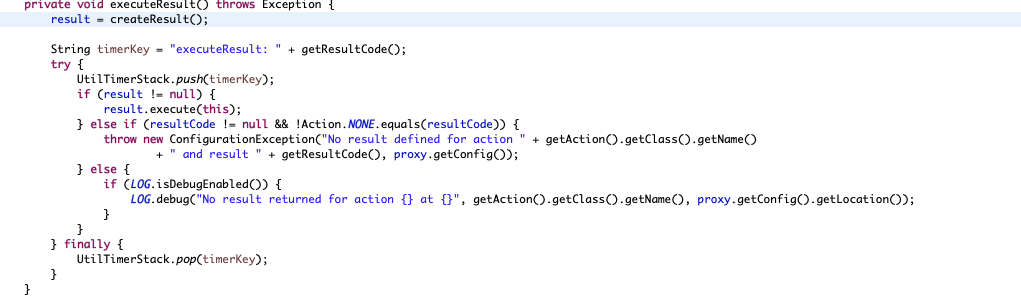 private void executeResult() throws Exception {
result = createResult();
String timerKey = "executeResult: " + getResultCode();
try {
UtilTimerStack.push(timerKey);
if (result != null) {
result.execute(this);
} else if (resultCode != null && !Action.NONE.equals(resultCode)) {
throw new ConfigurationException("No result defined for action " + getAction().getClass().getName()
+ " and result " + getResultCode(), proxy.getConfig());
} else {
if (LOG.isDebugEnabled()) {
LOG.debug("No result returned for action {} at {}", getAction().getClass().getName(), proxy.getConfig().getLocation());
}
}
} finally {
UtilTimerStack.pop(timerKey);
}
}